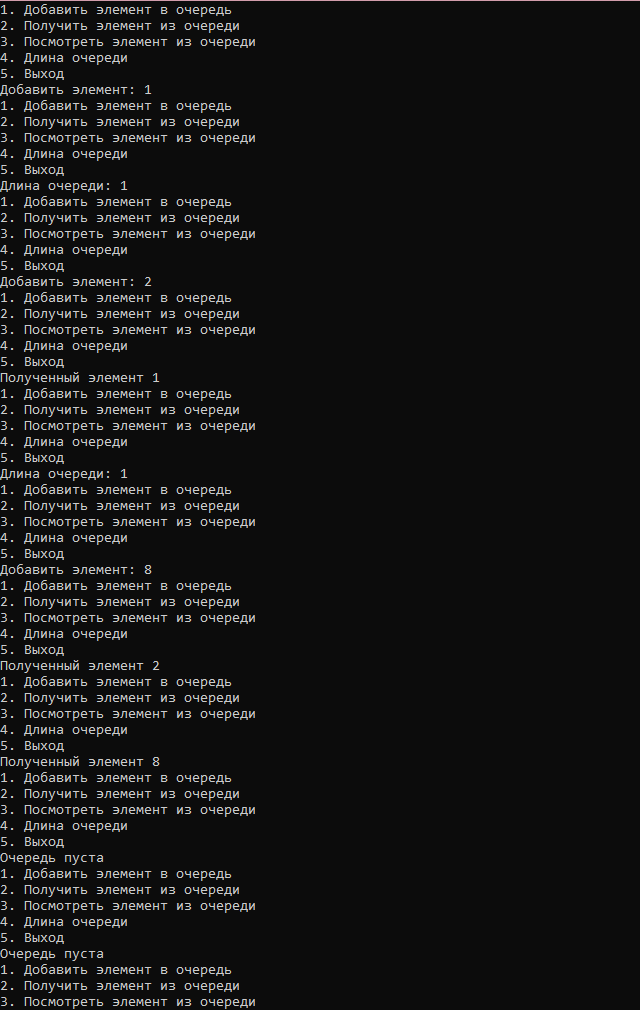 1. Добавить элемент в очередь
2. Получить элемент из очереди
3. Посмотреть элемент из очереди
4. Длина очереди
5. Выход
Добавить элемент: 1
1. Добавить элемент в очередь
2. Получить элемент из очереди
3. Посмотреть элемент из очереди
4. Длина очереди
5. Выход
Длина очереди: 1
1. Добавить элемент в очередь
2. Получить элемент из очереди
3. Посмотреть элемент из очереди
4. Длина очереди
5. Выход
Добавить элемент: 2
1. Добавить элемент в очередь
2. Получить элемент из очереди
3. Посмотреть элемент из очереди
4. Длина очереди
5. Выход
Полученный элемент 1
1. Добавить элемент в очередь
2. Получить элемент из очереди
3. Посмотреть элемент из очереди
4. Длина очереди
5. Выход
Длина очереди: 1
1. Добавить элемент в очередь
2. Получить элемент из очереди
3. Посмотреть элемент из очереди
4. Длина очереди
5. Выход
Добавить элемент: 8
1. Добавить элемент в очередь
2. Получить элемент из очереди
3. Посмотреть элемент из очереди
4. Длина очереди
5. Выход
Полученный элемент 2
1. Добавить элемент в очередь
2. Получить элемент из очереди
3. Посмотреть элемент из очереди
4. Длина очереди
5. Выход
Полученный элемент 8
1. Добавить элемент в очередь
2. Получить элемент из очереди
3. Посмотреть элемент из очереди
4. Длина очереди
5. Выход
Очередь пуста
1. Добавить элемент в очередь
2. Получить элемент из очереди
3. Посмотреть элемент из очереди
4. Длина очереди
5. Выход
Очередь пуста
1. Добавить элемент в очередь
2. Получить элемент из очереди
3. Посмотреть элемент из очереди